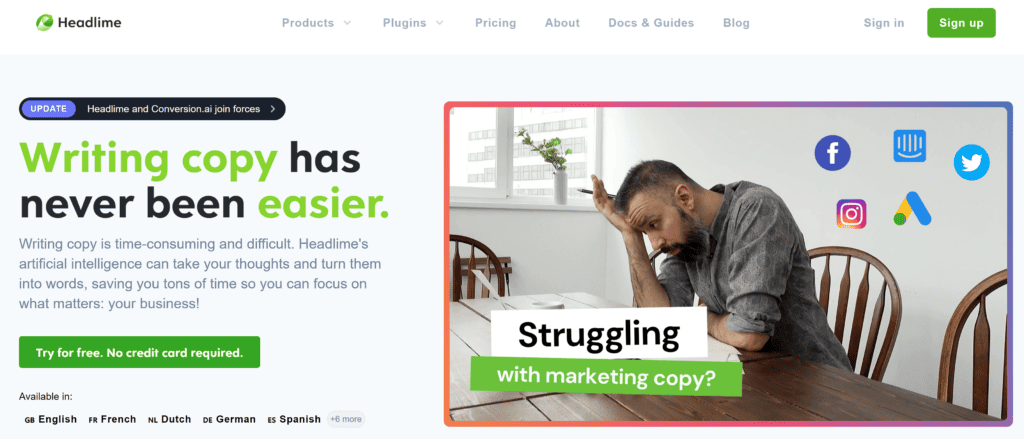 Headlime
Products
Plugins
Pricing
About
Docs & Guides
Blog
Sign in
Sign up
UPDATE Headlime and Conversion.ai join forces
Writing copy has
never been easier.
Writing copy is time-consuming and difficult. Headlime's
artificial intelligence can take your thoughts and turn them
into words, saving you tons of time so you can focus on
what matters: your business!
Try for free. No credit card required.
Available in:
GB English FR French NL Dutch DE German ES Spanish +6 more
Struggling
with marketing copy?